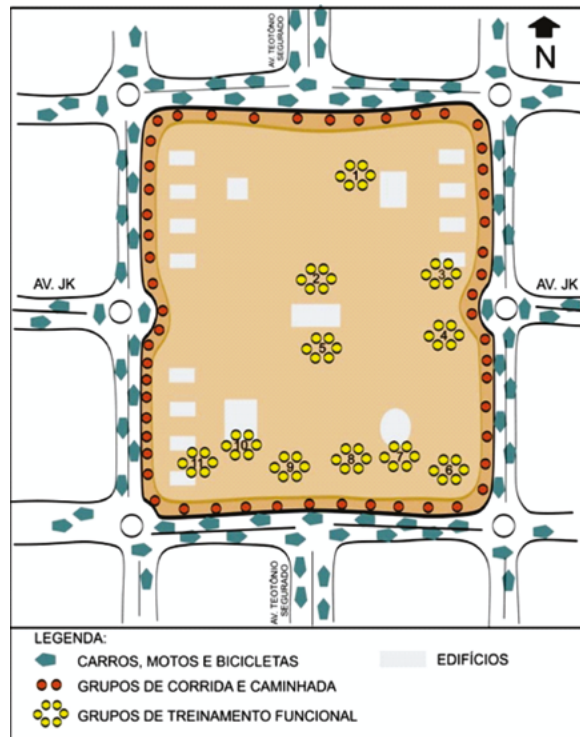 AV. TEOTÔNIO
SEGURADO
N
1
2
3
AV. JK
AV. JK
4
5
10
11
9
8
7
6
AV. TEOTÔNIO
SEGURADO
LEGENDA:
CARROS, MOTOS E BICICLETAS
EDIFÍCIOS
GRUPOS DE CORRIDA E CAMINHADA
GRUPOS DE TREINAMENTO FUNCIONAL